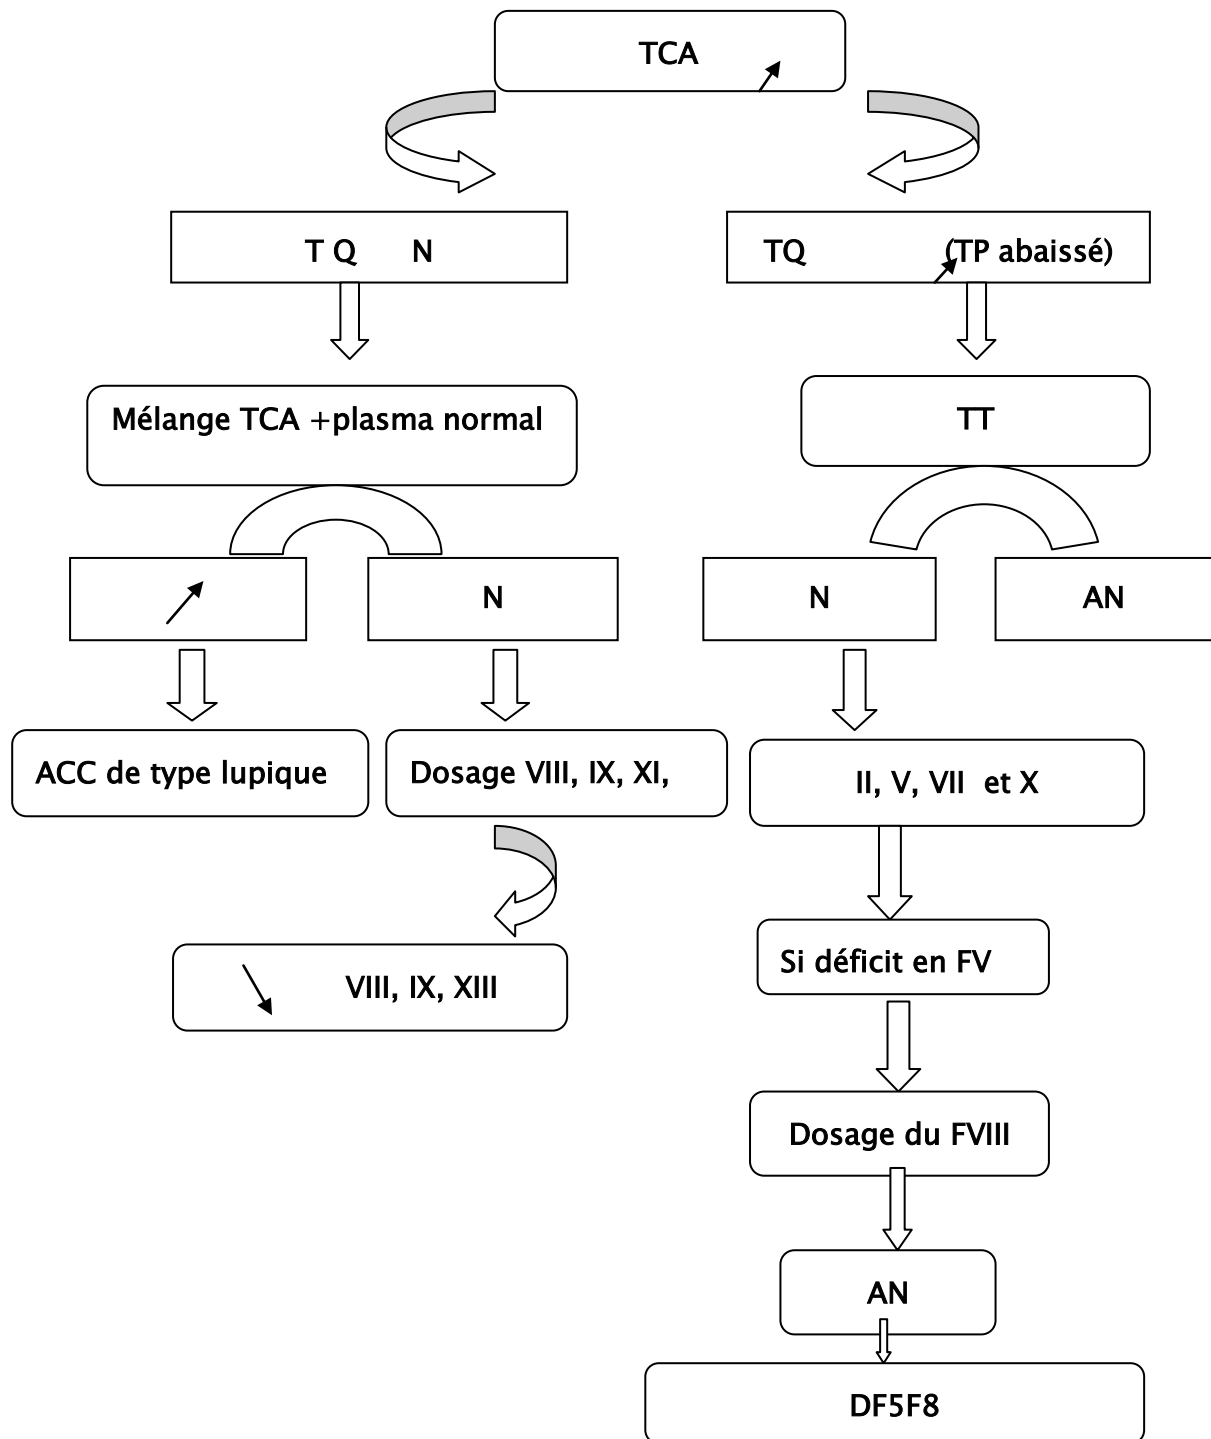 TCA
T Q N
TQ (TP abaissé)
Mélange TCA +plasma normal
TT
N
N
AN
ACC de type lupique
Dosage VIII, IX, XI,
II, V, VII et X
Si déficit en FV
VIII, IX, XIII
Dosage du FVIII
AN
DF5F8